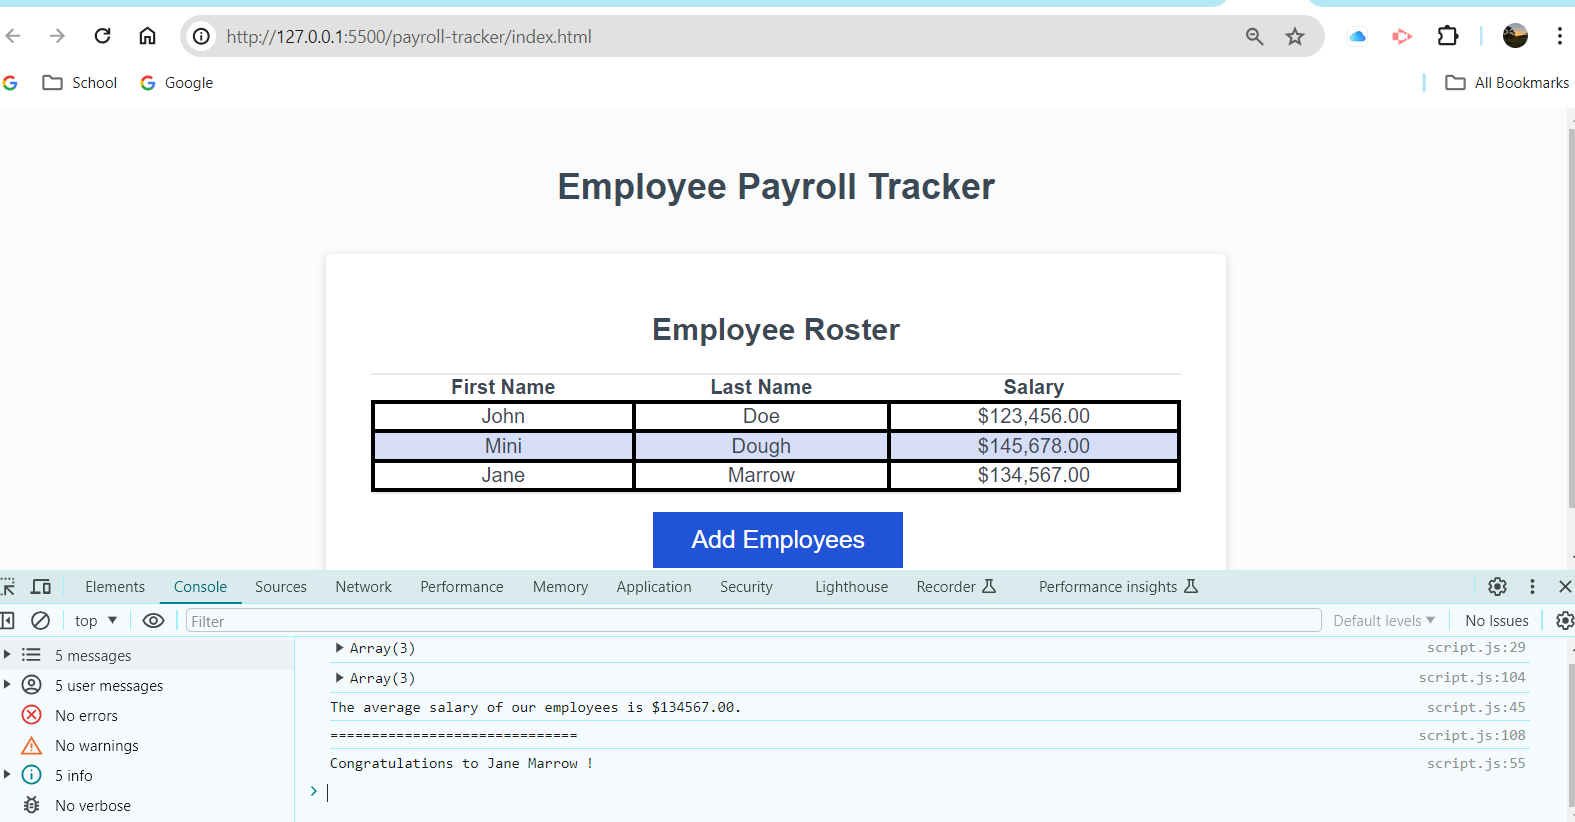 http://127.0.0.1:5500/payroll-tracker/index.html
School Google All Bookmarks
Employee Payroll Tracker
Employee Roster
First Name Last Name Salary
John Doe $123,456.00
Mini Dough $145,678.00
Jane Marrow $134,567.00
Add Employees
Elements Console Sources Network Performance Memory Application Security Lighthouse Recorder Performance insights
top Filter Default levels No Issues
5 messages
5 user messages
No errors
No warnings
5 info
No verbose
Array(3) script.js:29
Array(3) script.js:104
The average salary of our employees is $134567.00. script.js:45
============================== script.js:108
Congratulations to Jane Marrow ! script.js:55